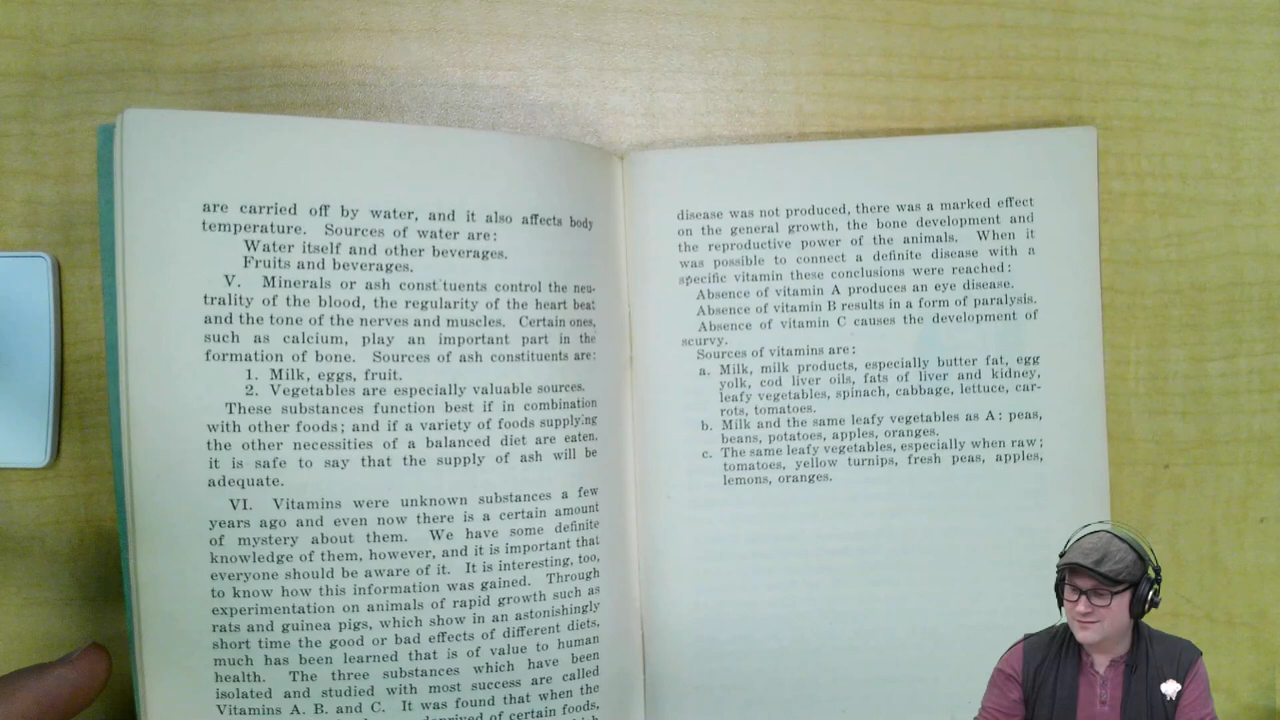 are carried off by water, and it also affects body
temperature. Sources of water are:
Water itself and other beverages.
Fruits and beverages.
V. Minerals or ash constituents control the neu-
trality of the blood, the regularity of the heart beat
and the tone of the nerves and muscles. Certain ones,
such as calcium, play an important part in the
formation of bone. Sources of ash constituents are:
1. Milk, eggs, fruit.
2. Vegetables are especially valuable sources.
These substances function best if in combination
with other foods; and if a variety of foods supplying
the other necessities of a balanced diet are eaten,
it is safe to say that the supply of ash will be
adequate.
VI. Vitamins were unknown substances a few
years ago and even now there is a certain amount
of mystery about them. We have some definite
knowledge of them, however, and it is important that
everyone should be aware of it. It is interesting, too,
to know how this information was gained. Through
experimentation on animals of rapid growth such as
rats and guinea pigs, which show in an astonishingly
short time the good or bad effects of different diets,
much has been learned that is of value to human
health. The three substances which have been
isolated and studied with most success are called
Vitamins A. B. and C. It was found that when the
deprived of certain foods,
disease was not produced, there was a marked effect
on the general growth, the bone development and
the reproductive power of the animals. When it
was possible to connect a definite disease with a
specific vitamin these conclusions were reached:
Absence of vitamin A produces an eye disease.
Absence of vitamin B results in a form of paralysis.
Absence of vitamin C causes the development of
scurvy.
Sources of vitamins are:
a. Milk, milk products, especially butter fat, egg
yolk, cod liver oils, fats of liver and kidney,
leafy vegetables, spinach, cabbage, lettuce, car-
rots, tomatoes.
b. Milk and the same leafy vegetables as A: peas,
beans, potatoes, apples, oranges.
c. The same leafy vegetables, especially when raw;
tomatoes, yellow turnips, fresh peas, apples,
lemons, oranges.